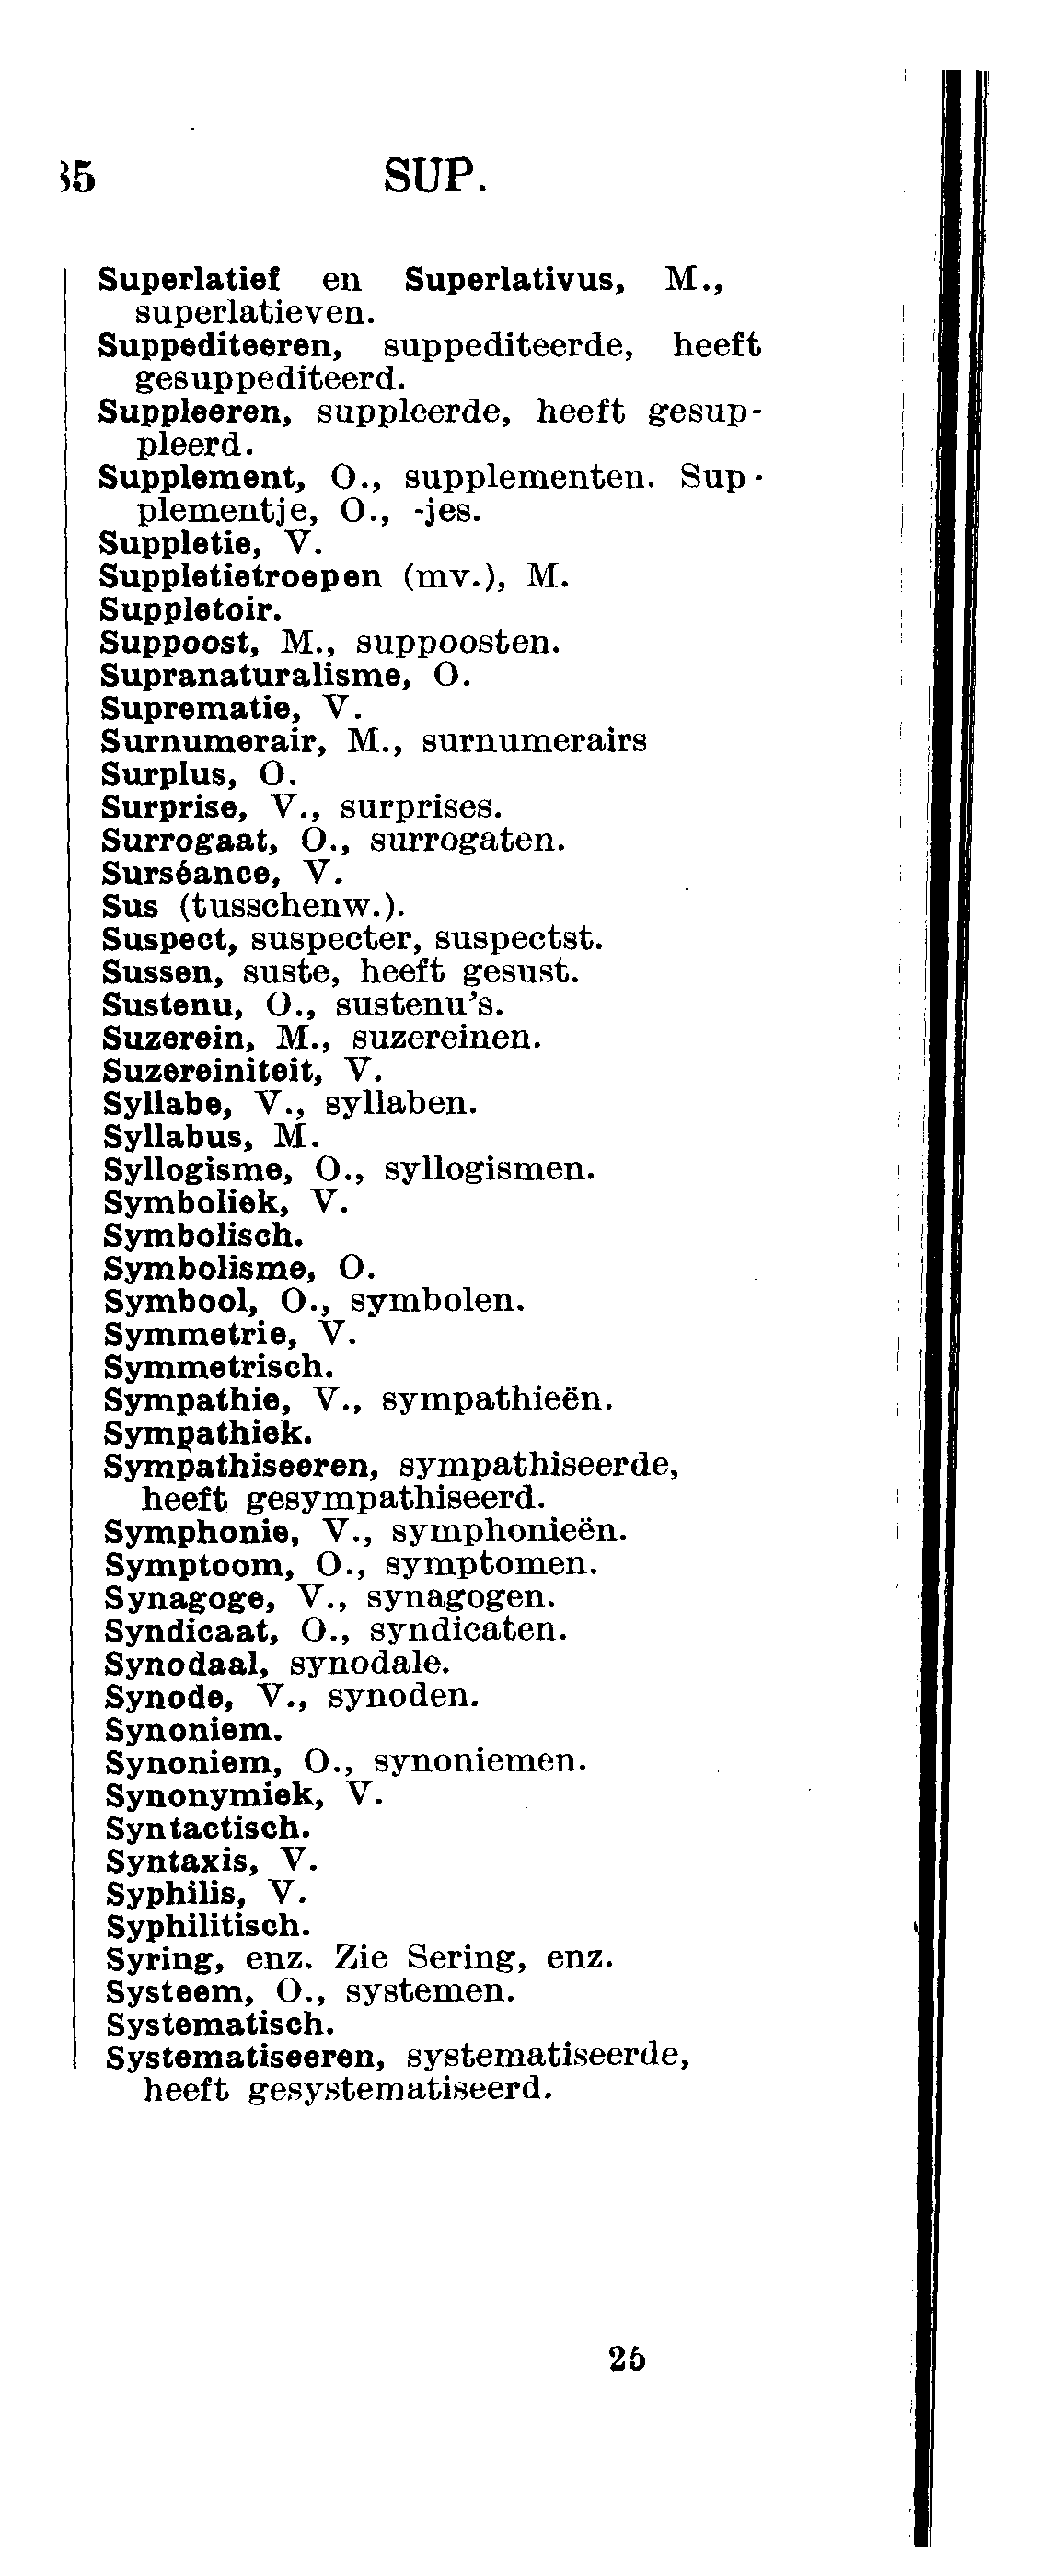 35 SUP.
Superlatief en Superlativus, M.,
superlatieven.
Suppediteeren, suppediteerde, heeft
gesuppediteerd.
Suppleeren, suppleerde, heeft gesup-
pleerd.
Supplement, O., supplementen. Sup-
plementje, O., -jes.
Suppletie, V.
Suppletietroepen (mv.), M.
Suppletoir.
Suppoost, M., suppoosten.
Supranaturalisme, O.
Suprematie, V.
Surnumerair, M., surnumerairs
Surplus, O.
Surprise, V., surprises.
Surrogaat, O., surrogaten.
Surséance, V.
Sus (tusschenw.).
Suspect, suspecter, suspectst.
Sussen, suste, heeft gesust.
Sustenu, O., sustenu's.
Suzerein, M., suzereinen.
Suzereiniteit, V.
Syllabe, V., syllaben.
Syllabus, M.
Syllogisme, O., syllogismen.
Symboliek, V.
Symbolisch.
Symbolisme, O.
Symbool, O., symbolen.
Symmetrie, V.
Symmetrisch.
Sympathie, V., sympathieën.
Sympathiek.
Sympathiseeren, sympathiseerde,
heeft gesympathiseerd.
Symphonie, V., symphonieën.
Symptoom, O., symptomen.
Synagoge, V., synagogen.
Syndicaat, O., syndicaten.
Synodaal, synodale.
Synode, V., synoden.
Synoniem.
Synoniem, O., synoniemen.
Synonymiek, V.
Syntactisch.
Syntaxis, V.
Syphilis, V.
Syphilitisch.
Syring, enz. Zie Sering, enz.
Systeem, O., systemen.
Systematisch.
Systematiseeren, systematiseerde,
heeft gesystematiseerd.
25